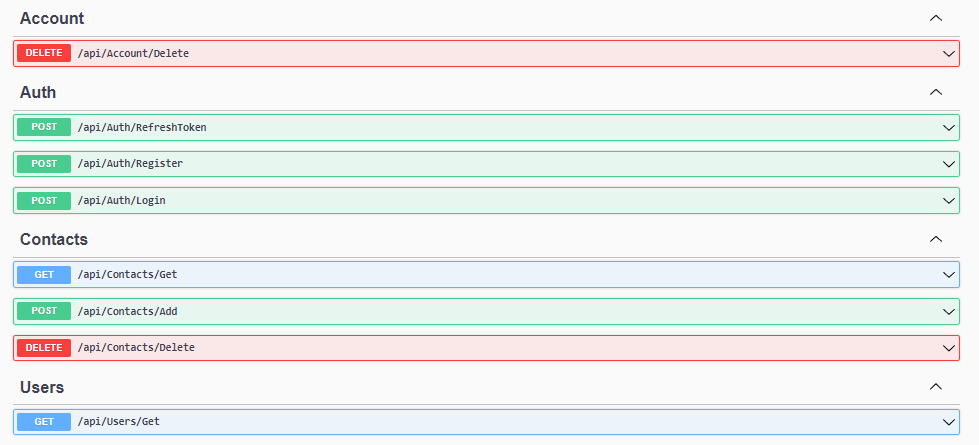 Account
DELETE /api/Account/Delete
Auth
POST /api/Auth/RefreshToken
POST /api/Auth/Register
POST /api/Auth/Login
Contacts
GET /api/Contacts/Get
POST /api/Contacts/Add
DELETE /api/Contacts/Delete
Users
GET /api/Users/Get